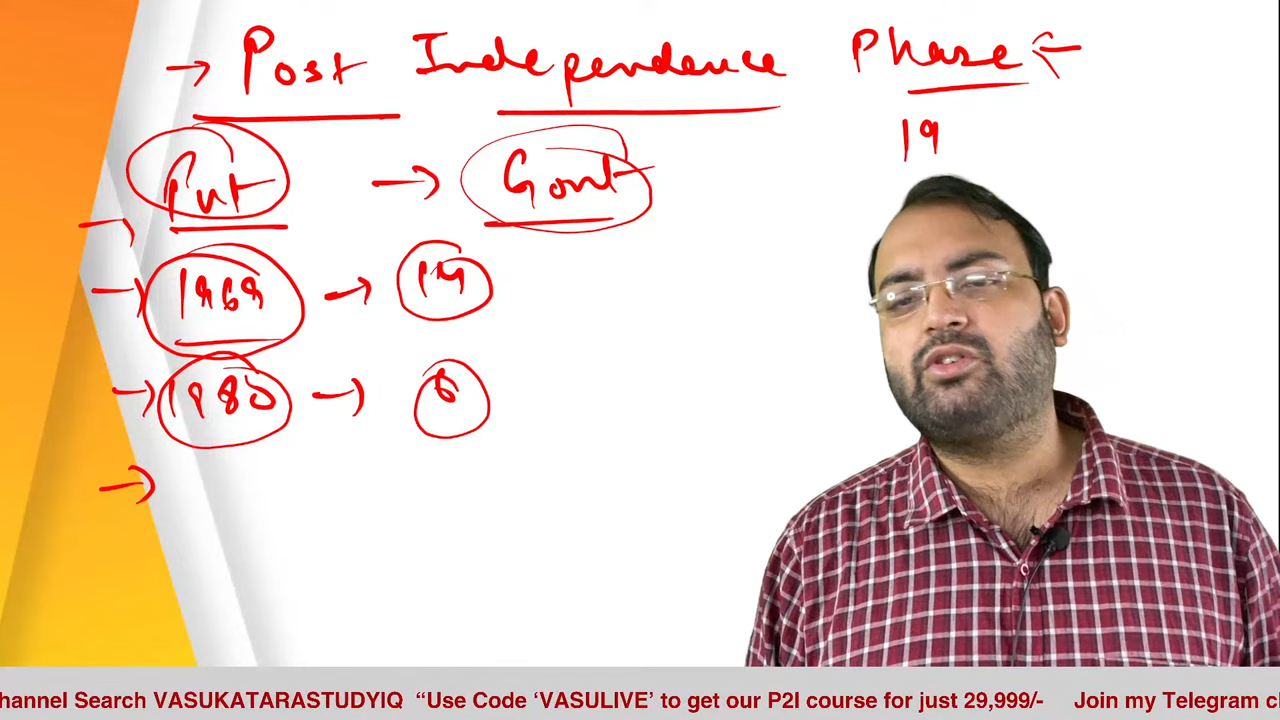 → Post Independence Phase ←
19
Pvt → Govt
→
→ 1969 → 14
→ 1980 → 6
→
hannel Search VASUKATARASTUDYIQ “Use Code ‘VASULIVE’ to get our P2I course for just 29,999/- Join my Telegram c